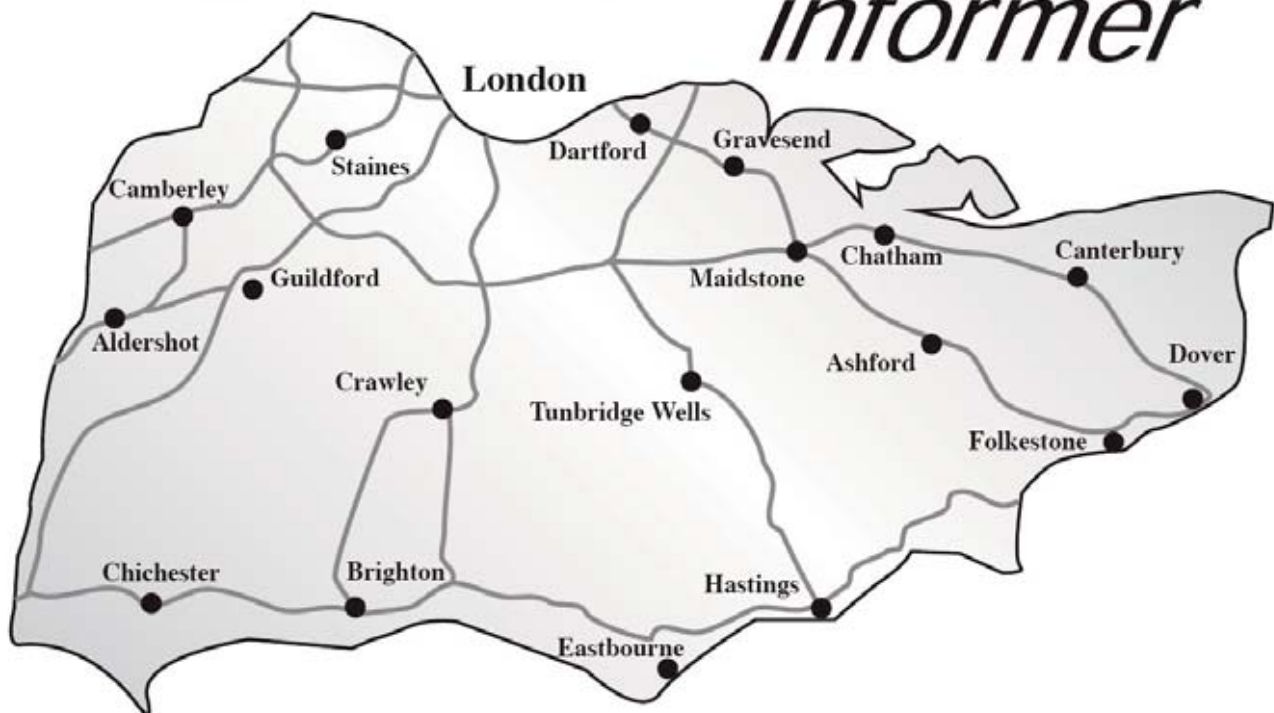 informer
London
Dartford
Gravesend
Staines
Camberley
Chatham
Canterbury
Maidstone
Guildford
Aldershot
Ashford
Dover
Crawley
Tunbridge Wells
Folkestone
Chichester
Brighton
Hastings
Eastbourne